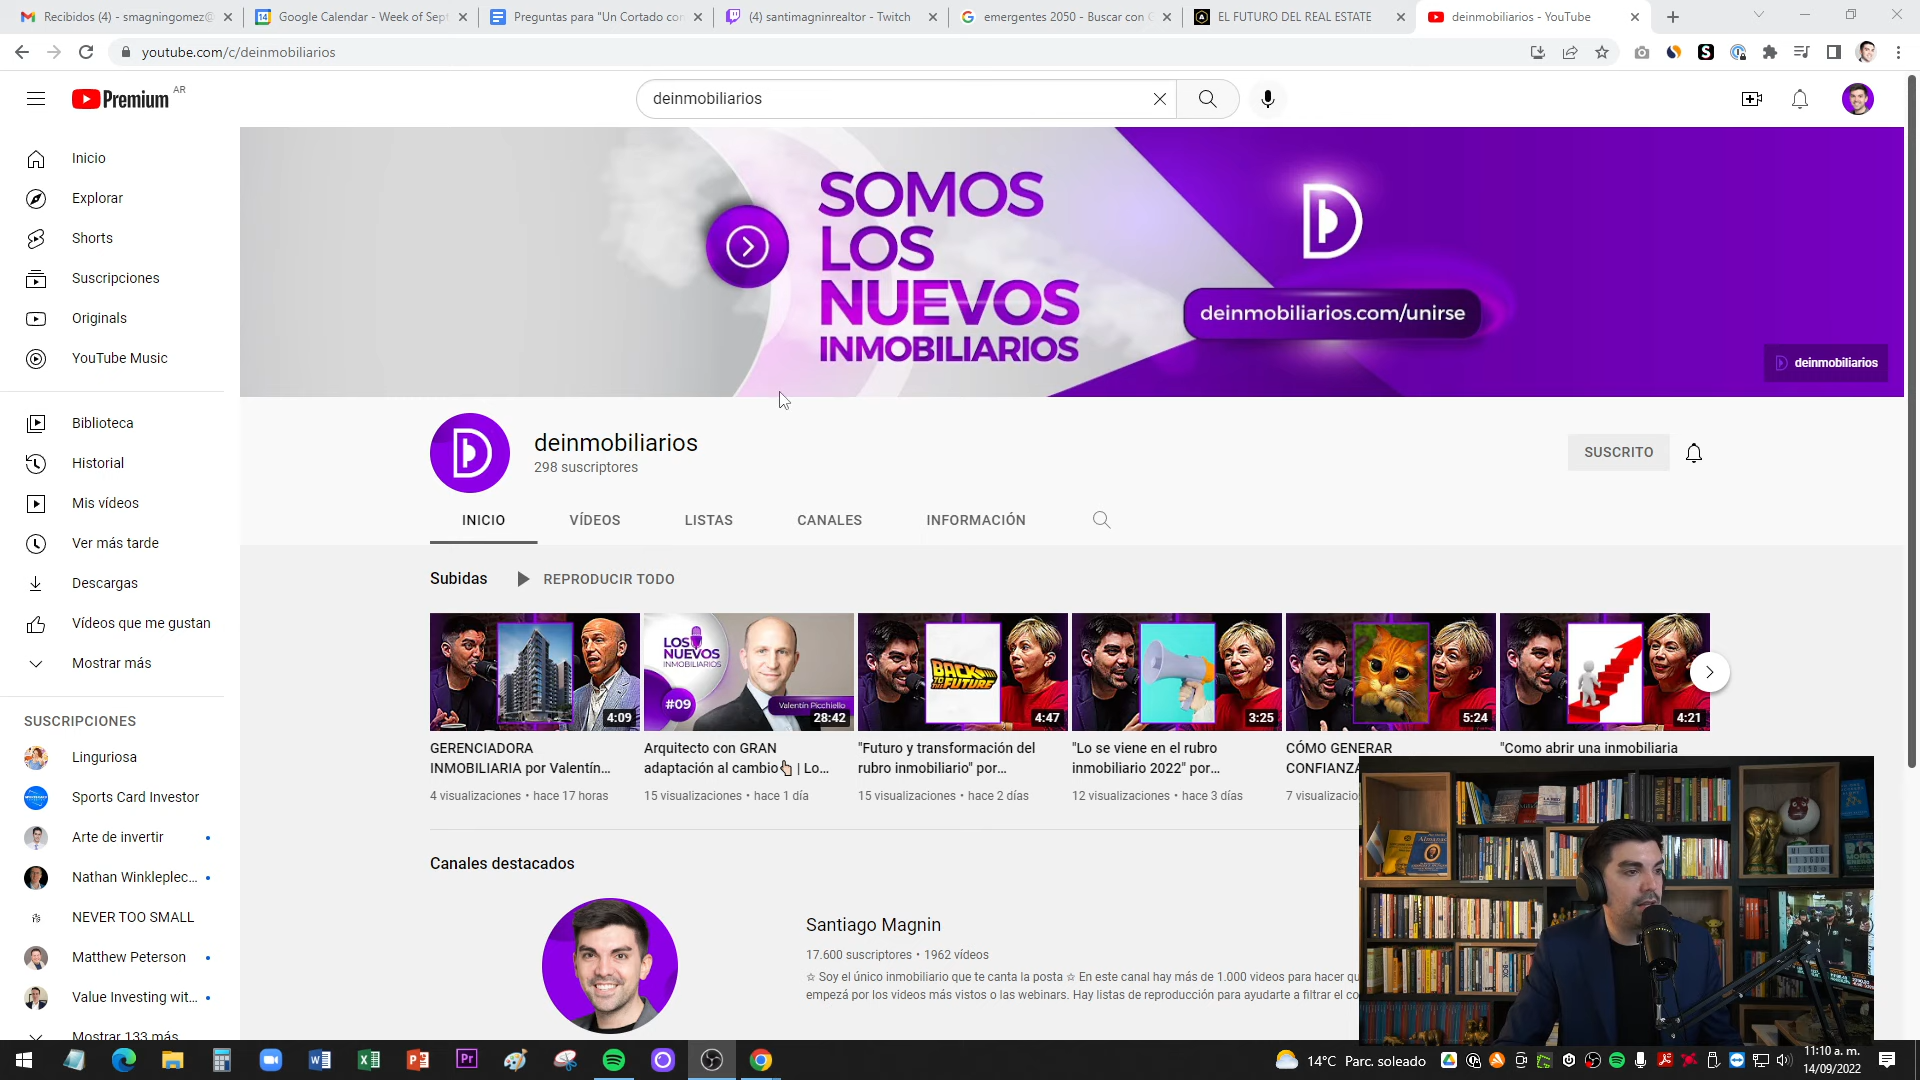 Recibidos (4) - smagningomez@
Google Calendar - Week of Sept
Preguntas para "Un Cortado con
(4) santimagninrealtor - Twitch
emergentes 2050 - Buscar con G
EL FUTURO DEL REAL ESTATE
deinmobiliarios - YouTube
youtube.com/c/deinmobiliarios
Premium AR
deinmobiliarios
Inicio
Explorar
Shorts
Suscripciones
Originals
YouTube Music
Biblioteca
Historial
Mis vídeos
Ver más tarde
Descargas
Vídeos que me gustan
Mostrar más
SUSCRIPCIONES
Linguriosa
Sports Card Investor
Arte de invertir
Nathan Winkleplec...
NEVER TOO SMALL
Matthew Peterson
Value Investing wit...
Mostrar 133 más
SOMOS
LOS
NUEVOS
INMOBILIARIOS
deinmobiliarios.com/unirse
deinmobiliarios
deinmobiliarios
298 suscriptores
SUSCRITO
INICIO
VÍDEOS
LISTAS
CANALES
INFORMACIÓN
Subidas
REPRODUCIR TODO
4:09
LOS
NUEVOS
INMOBILIARIOS
#09
Valentín Picchiello
28:42
BACK
TO THE
FUTURE
4:47
3:25
5:24
4:21
GERENCIADORA
INMOBILIARIA por Valentín...
4 visualizaciones • hace 17 horas
Arquitecto con GRAN
adaptación al cambio | Lo...
15 visualizaciones • hace 1 día
"Futuro y transformación del
rubro inmobiliario" por...
15 visualizaciones • hace 2 días
"Lo se viene en el rubro
inmobiliario 2022" por...
12 visualizaciones • hace 3 días
CÓMO GENERAR
CONFIANZA
7 visualizacio
"Como abrir una inmobiliaria
Canales destacados
Santiago Magnin
17.600 suscriptores • 1962 vídeos
☆ Soy el único inmobiliario que te canta la posta ☆ En este canal hay más de 1.000 videos para hacer qu
empezá por los videos más vistos o las webinars. Hay listas de reproducción para ayudarte a filtrar el co
14°C Parc. soleado
11:10 a. m.
14/09/2022